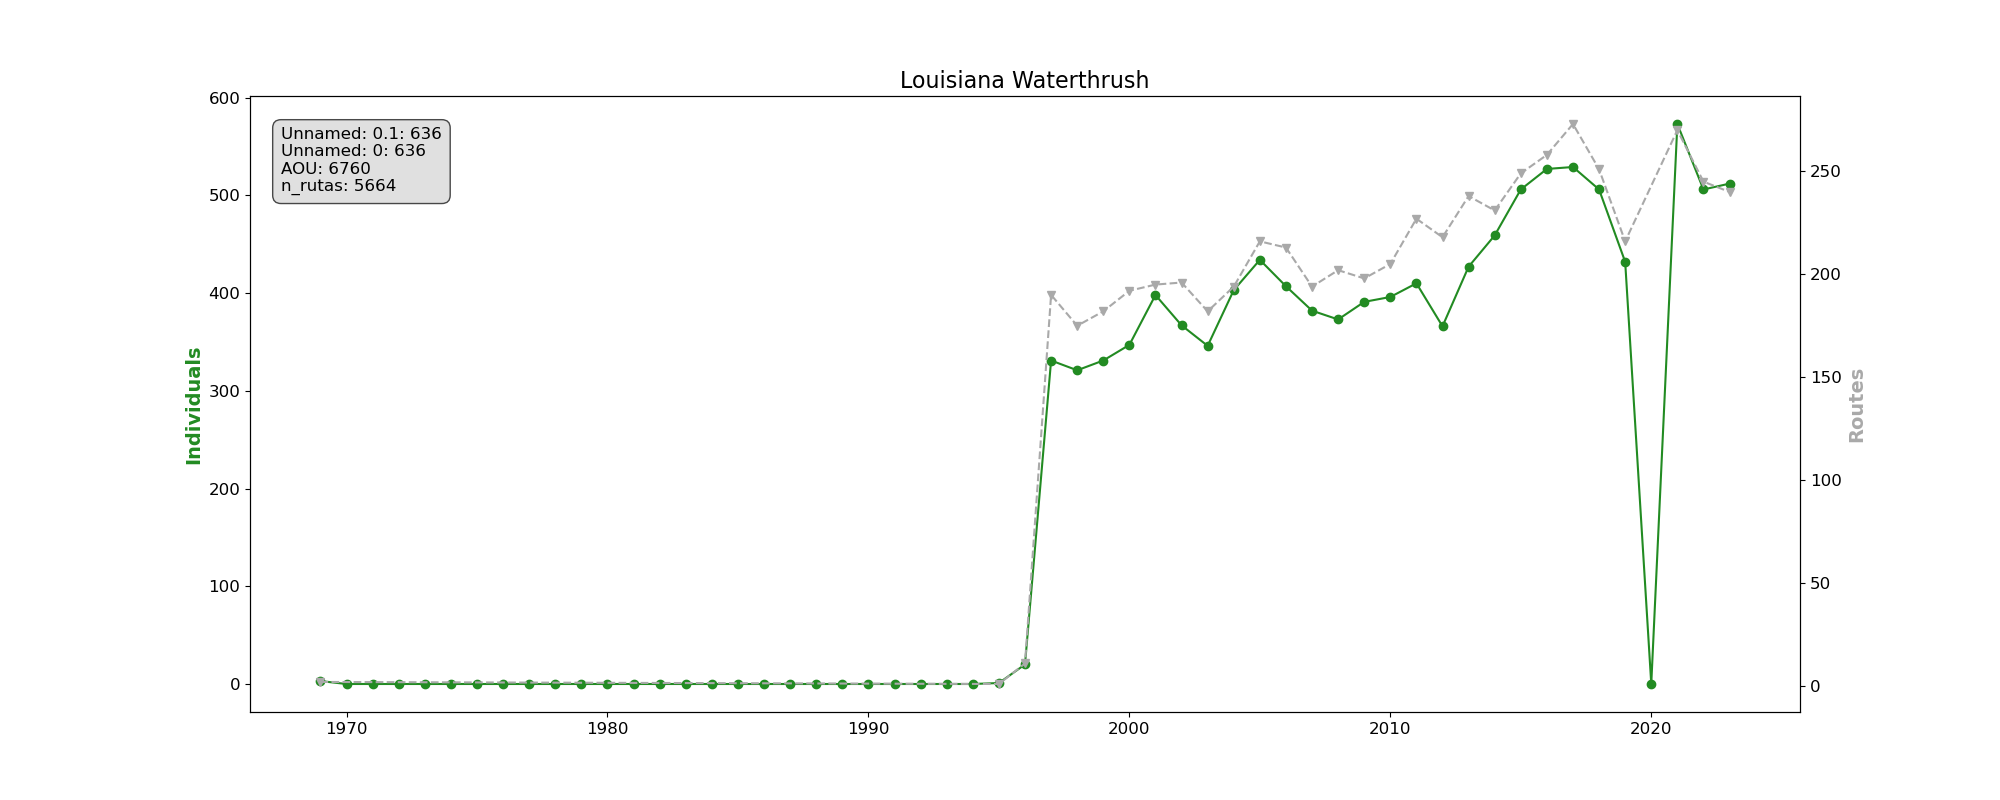 Louisiana Waterthrush
Unnamed: 0.1: 636
Unnamed: 0: 636
AOU: 6760
n_rutas: 5664
600
500
400
300
200
100
0
Individuals
250
200
150
100
50
0
Routes
1970
1980
1990
2000
2010
2020